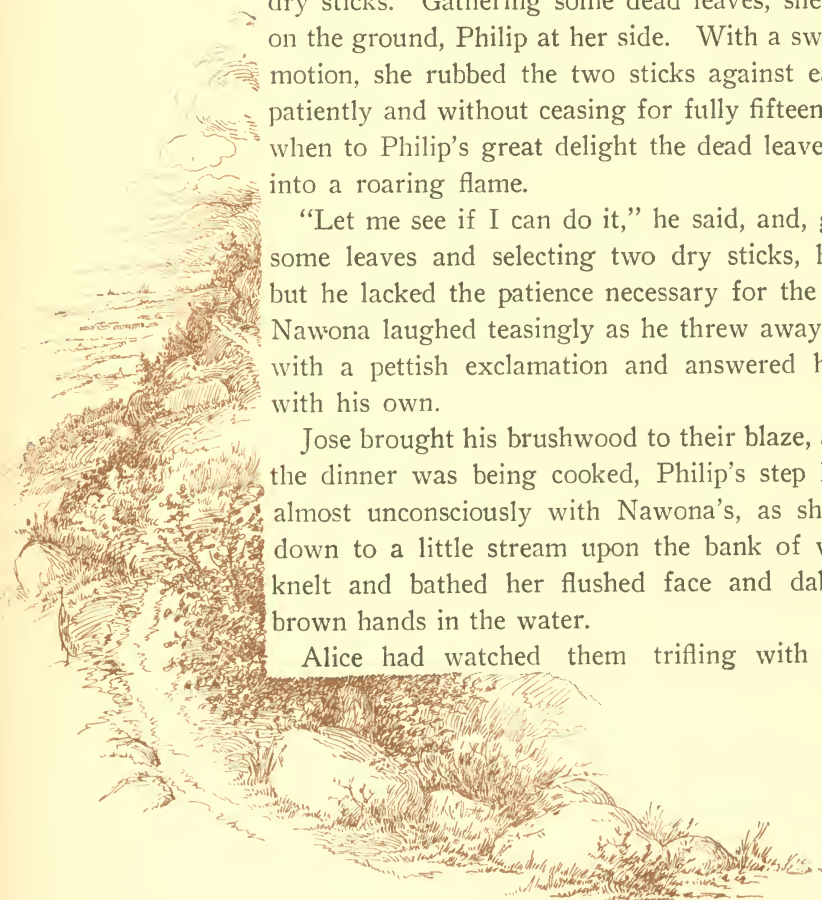 dry sticks. Gathering some dead leaves, she
on the ground, Philip at her side. With a sw
motion, she rubbed the two sticks against e
patiently and without ceasing for fully fifteen
when to Philip's great delight the dead leave
into a roaring flame.
"Let me see if I can do it," he said, and, g
some leaves and selecting two dry sticks, h
but he lacked the patience necessary for the
Nawona laughed teasingly as he threw away
with a pettish exclamation and answered h
with his own.
Jose brought his brushwood to their blaze,
the dinner was being cooked, Philip's step
almost unconsciously with Nawona's, as sh
down to a little stream upon the bank of
knelt and bathed her flushed face and dab
brown hands in the water.
Alice had watched them trifling with